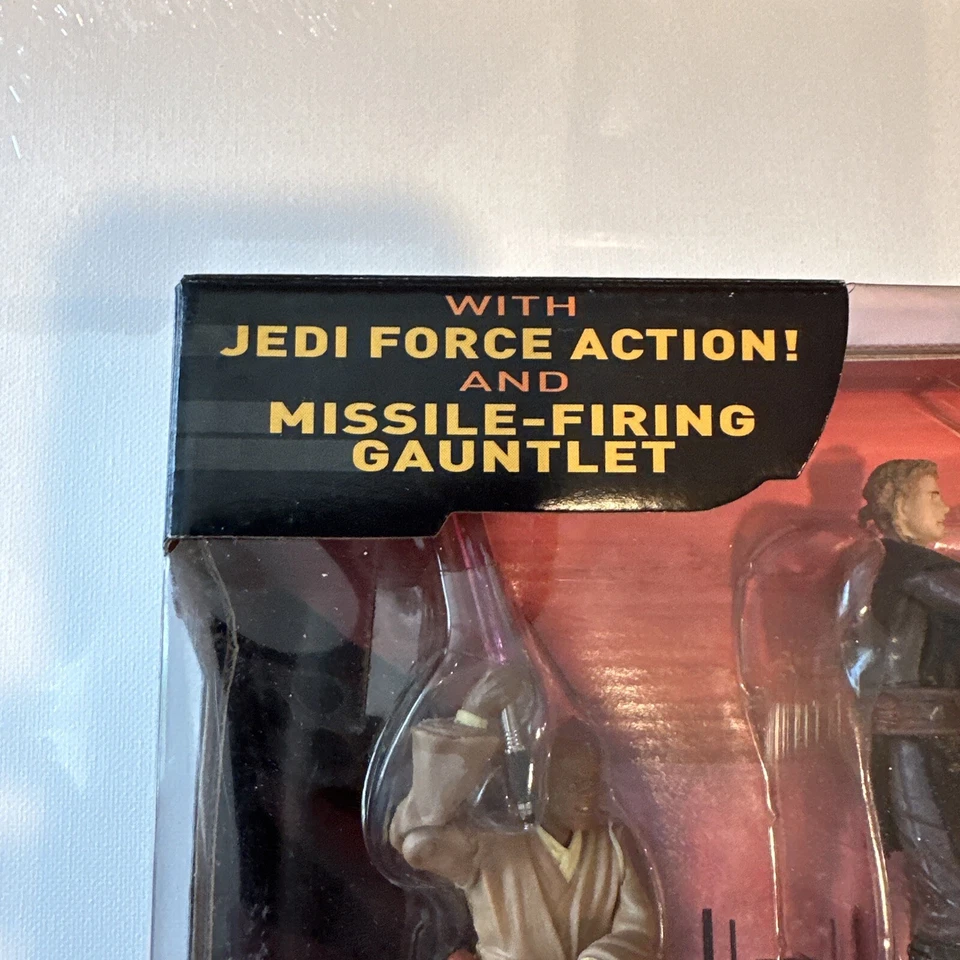 WITH
JEDI FORCE ACTION!
AND
MISSILE-FIRING
GAUNTLET